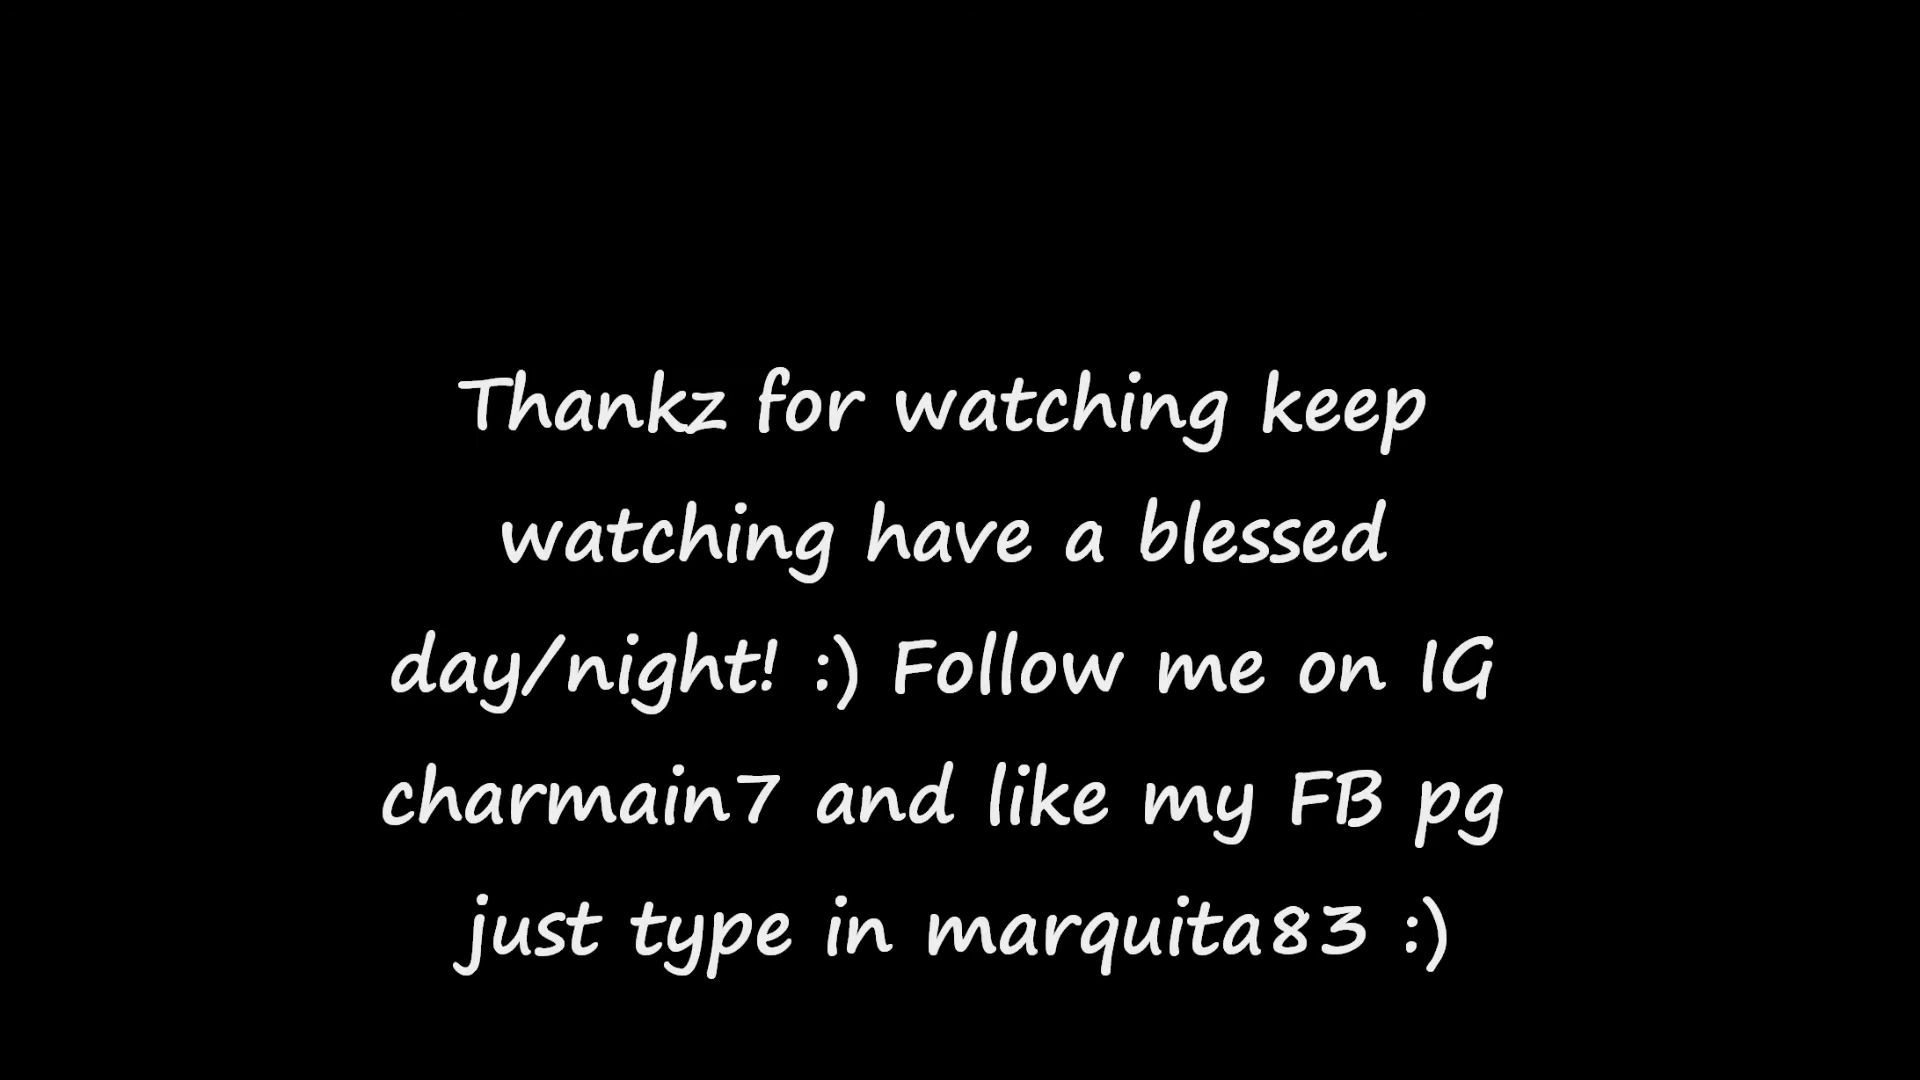 Thankz for watching keep
watching have a blessed
day/night! :) Follow me on IG
charmain7 and like my FB pg
just type in marquita83 :)